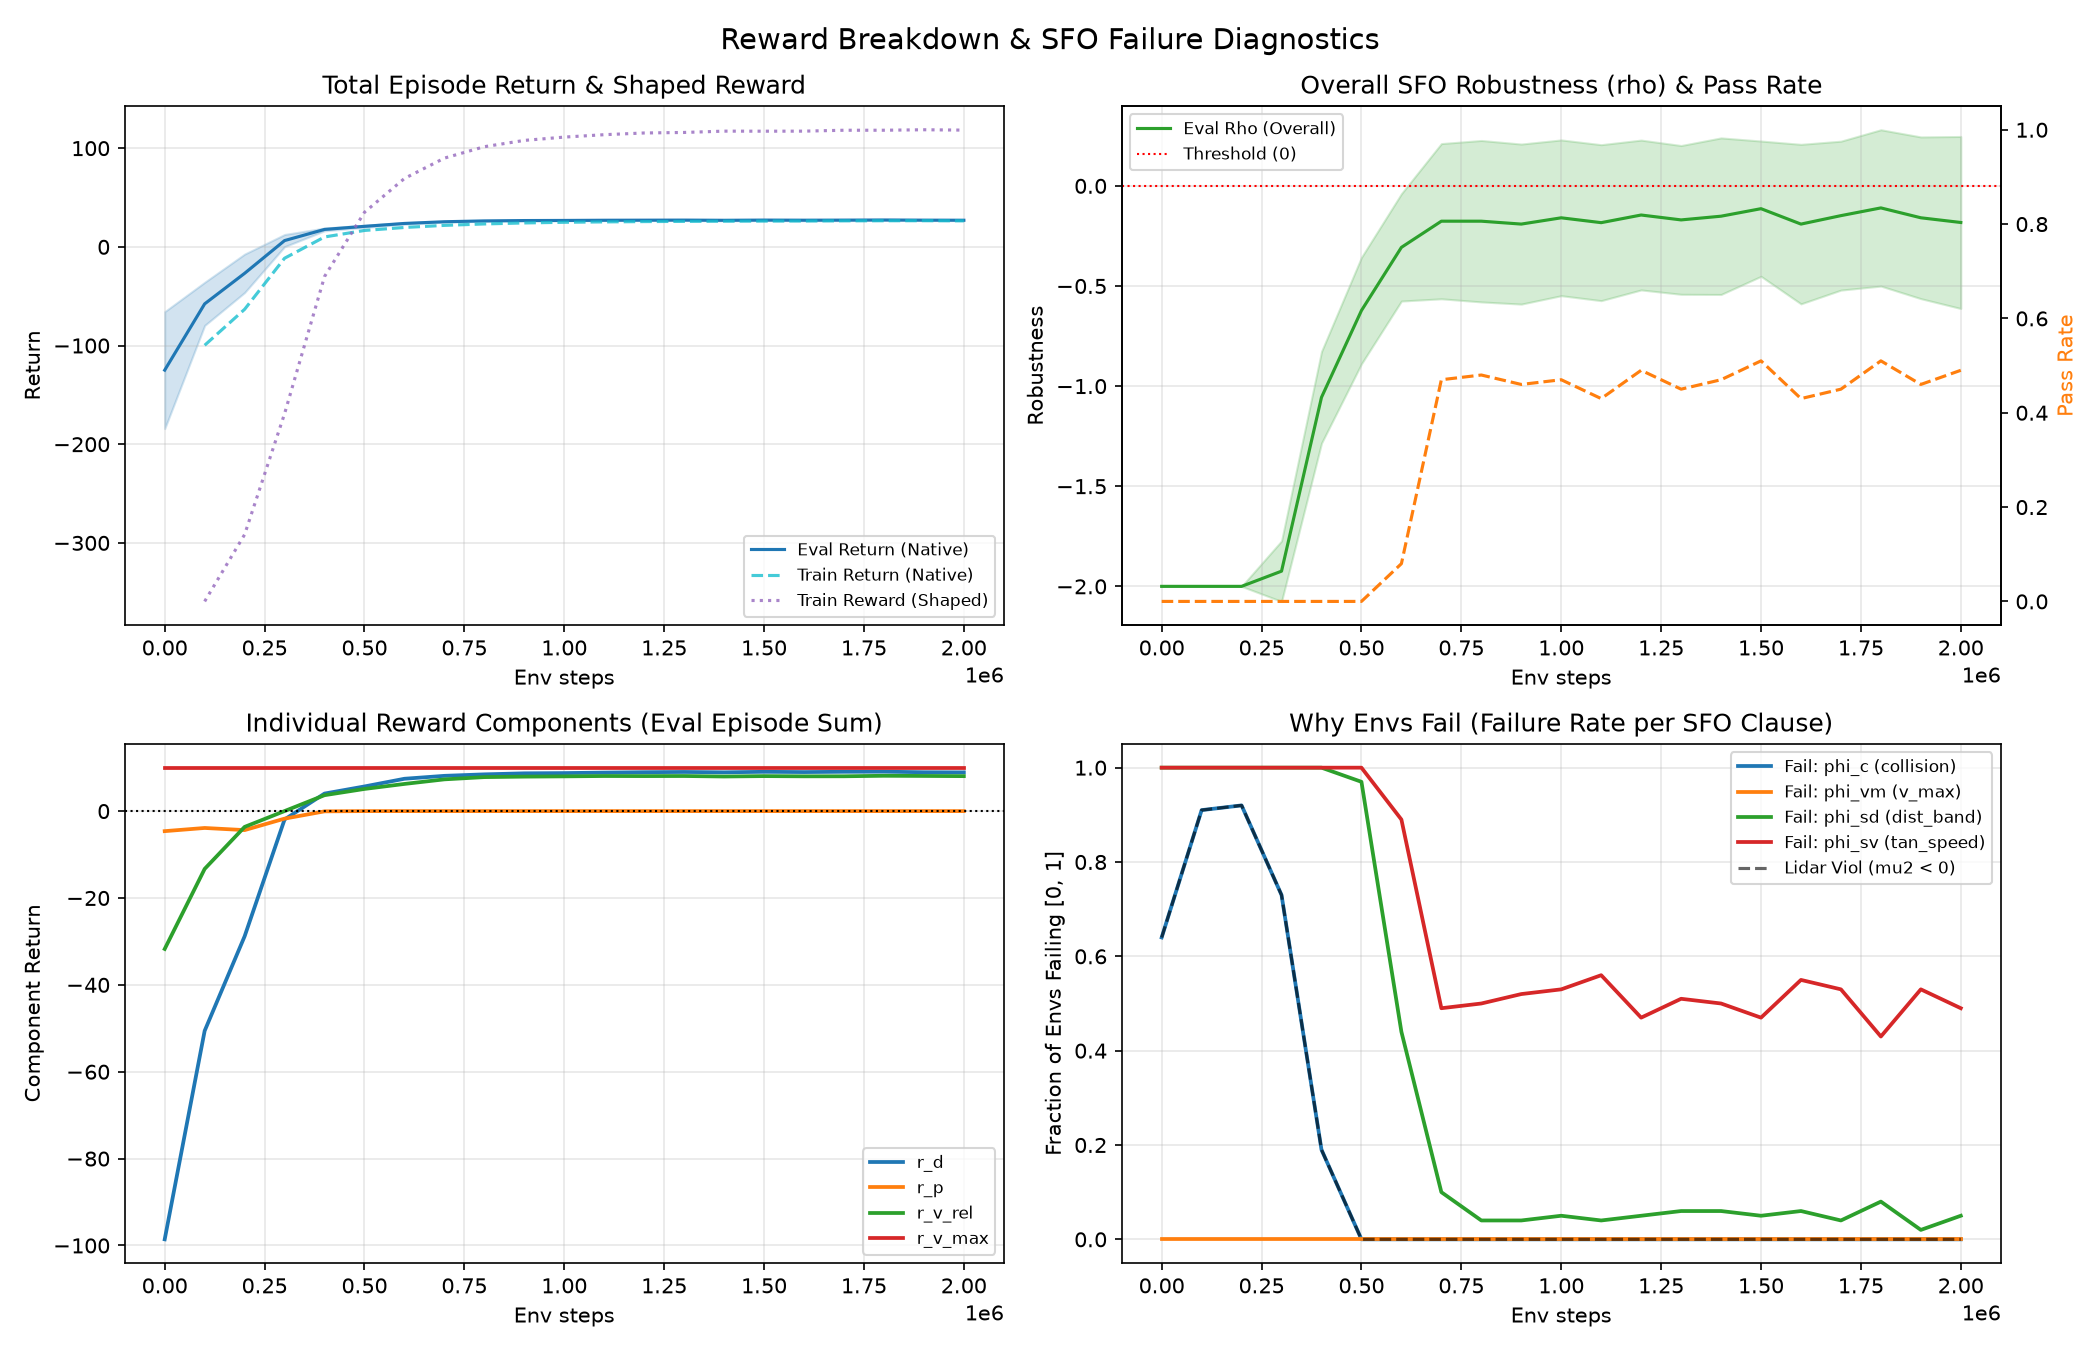 Reward Breakdown & SFO Failure Diagnostics
Total Episode Return & Shaped Reward
100
0
−100
−200
−300
Return
0.00 0.25 0.50 0.75 1.00 1.25 1.50 1.75 2.00
1e6
Env steps
Eval Return (Native)
Train Return (Native)
Train Reward (Shaped)
Overall SFO Robustness (rho) & Pass Rate
Eval Rho (Overall)
Threshold (0)
0.0
−0.5
−1.0
−1.5
−2.0
Robustness
1.0
0.8
0.6
0.4
0.2
0.0
Pass Rate
0.00 0.25 0.50 0.75 1.00 1.25 1.50 1.75 2.00
1e6
Env steps
Individual Reward Components (Eval Episode Sum)
0
−20
−40
−60
−80
−100
Component Return
r_d
r_p
r_v_rel
r_v_max
0.00 0.25 0.50 0.75 1.00 1.25 1.50 1.75 2.00
1e6
Env steps
Why Envs Fail (Failure Rate per SFO Clause)
1.0
0.8
0.6
0.4
0.2
0.0
Fraction of Envs Failing [0, 1]
Fail: phi_c (collision)
Fail: phi_vm (v_max)
Fail: phi_sd (dist_band)
Fail: phi_sv (tan_speed)
Lidar Viol (mu2 < 0)
0.00 0.25 0.50 0.75 1.00 1.25 1.50 1.75 2.00
1e6
Env steps